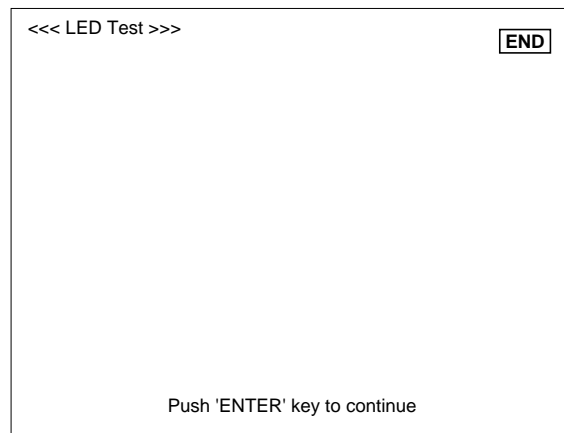 <<< LED Test >>>
END
Push 'ENTER' key to continue